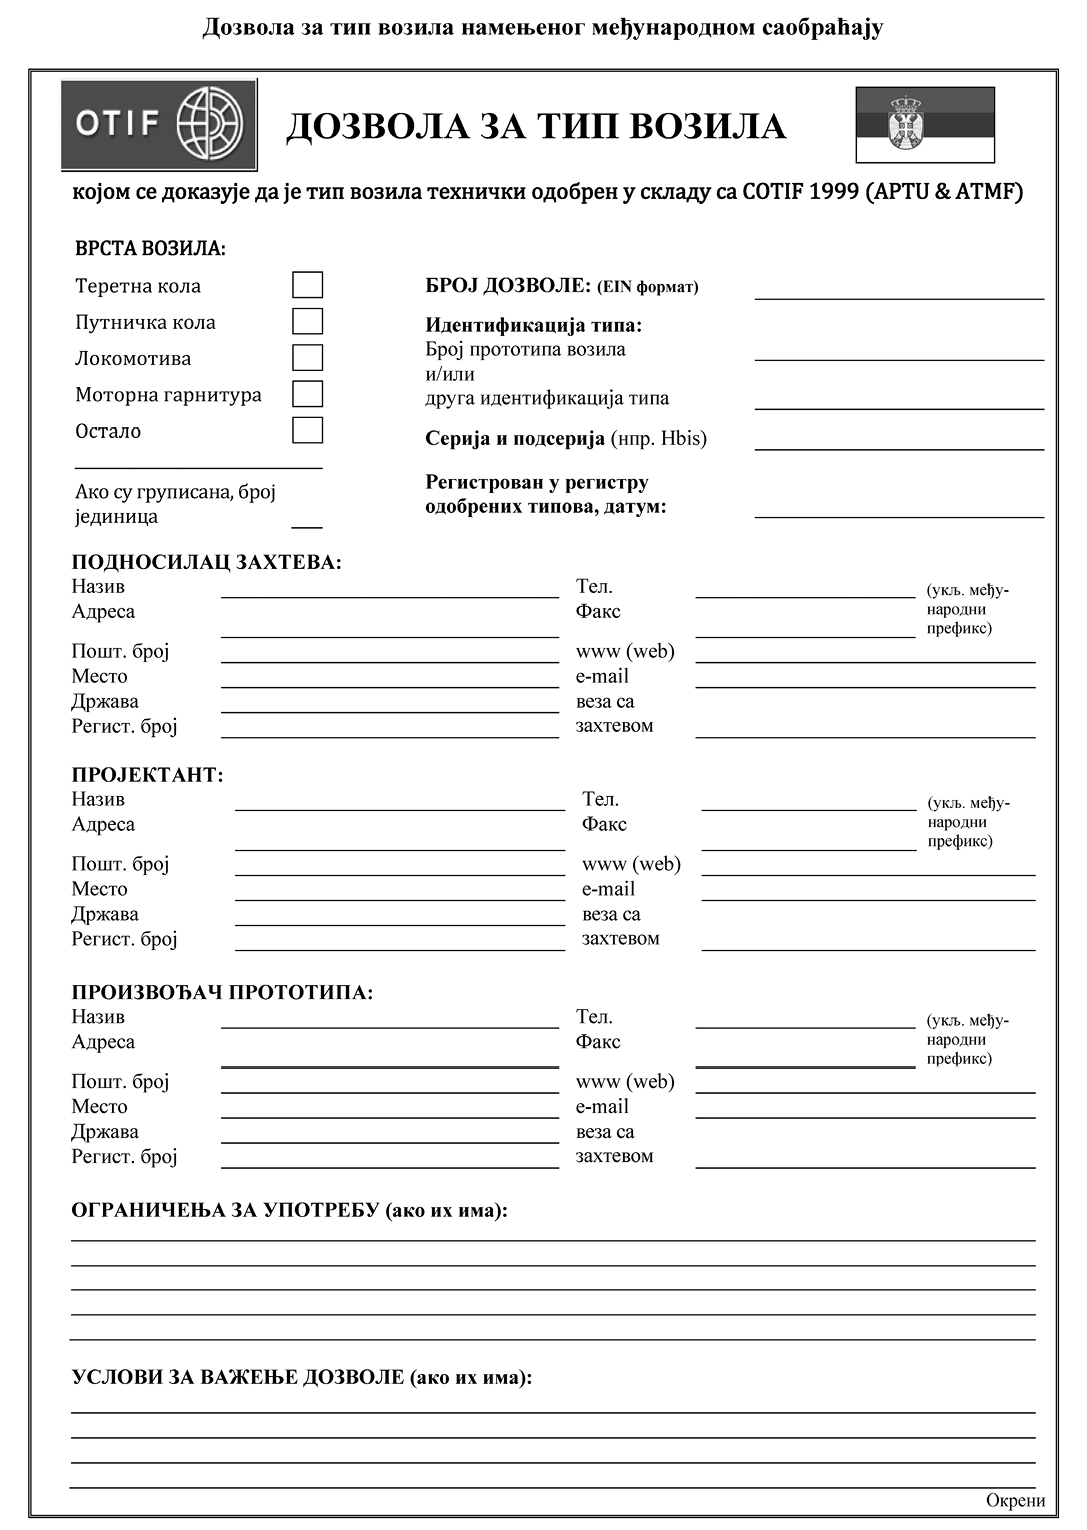 Дозвола за тип возила намењеног међународном саобраћају
OTIF
ДОЗВОЛА ЗА ТИП ВОЗИЛА
којом се доказује да је тип возила технички одобрен у складу са COTIF 1999 (APTU & ATMF)
ВРСТА ВОЗИЛА:
Теретна кола
Путничка кола
Локомотива
Моторна гарнитура
Остало
Ако су груписана, број
јединица
БРОЈ ДОЗВОЛЕ: (EIN формат)
Идентификација типа:
Број прототипа возила
и/или
друга идентификација типа
Серија и подсерија (нпр. Hbis)
Регистрован у регистру
одобрених типова, датум:
ПОДНОСИЛАЦ ЗАХТЕВА:
Назив
Адреса
Пошт. број
Место
Држава
Регист. број
Тел.
Факс
www (web)
e-mail
веза са
захтевом
(укљ. међу-
народни
префикс)
ПРОЈЕКТАНТ:
Назив
Адреса
Пошт. број
Место
Држава
Регист. број
Тел.
Факс
www (web)
e-mail
веза са
захтевом
(укљ. међу-
народни
префикс)
ПРОИЗВОЂАЧ ПРОТОТИПА:
Назив
Адреса
Пошт. број
Место
Држава
Регист. број
Тел.
Факс
www (web)
e-mail
веза са
захтевом
(укљ. међу-
народни
префикс)
ОГРАНИЧЕЊА ЗА УПОТРЕБУ (ако их има):
УСЛОВИ ЗА ВАЖЕЊЕ ДОЗВОЛЕ (ако их има):
Окрени